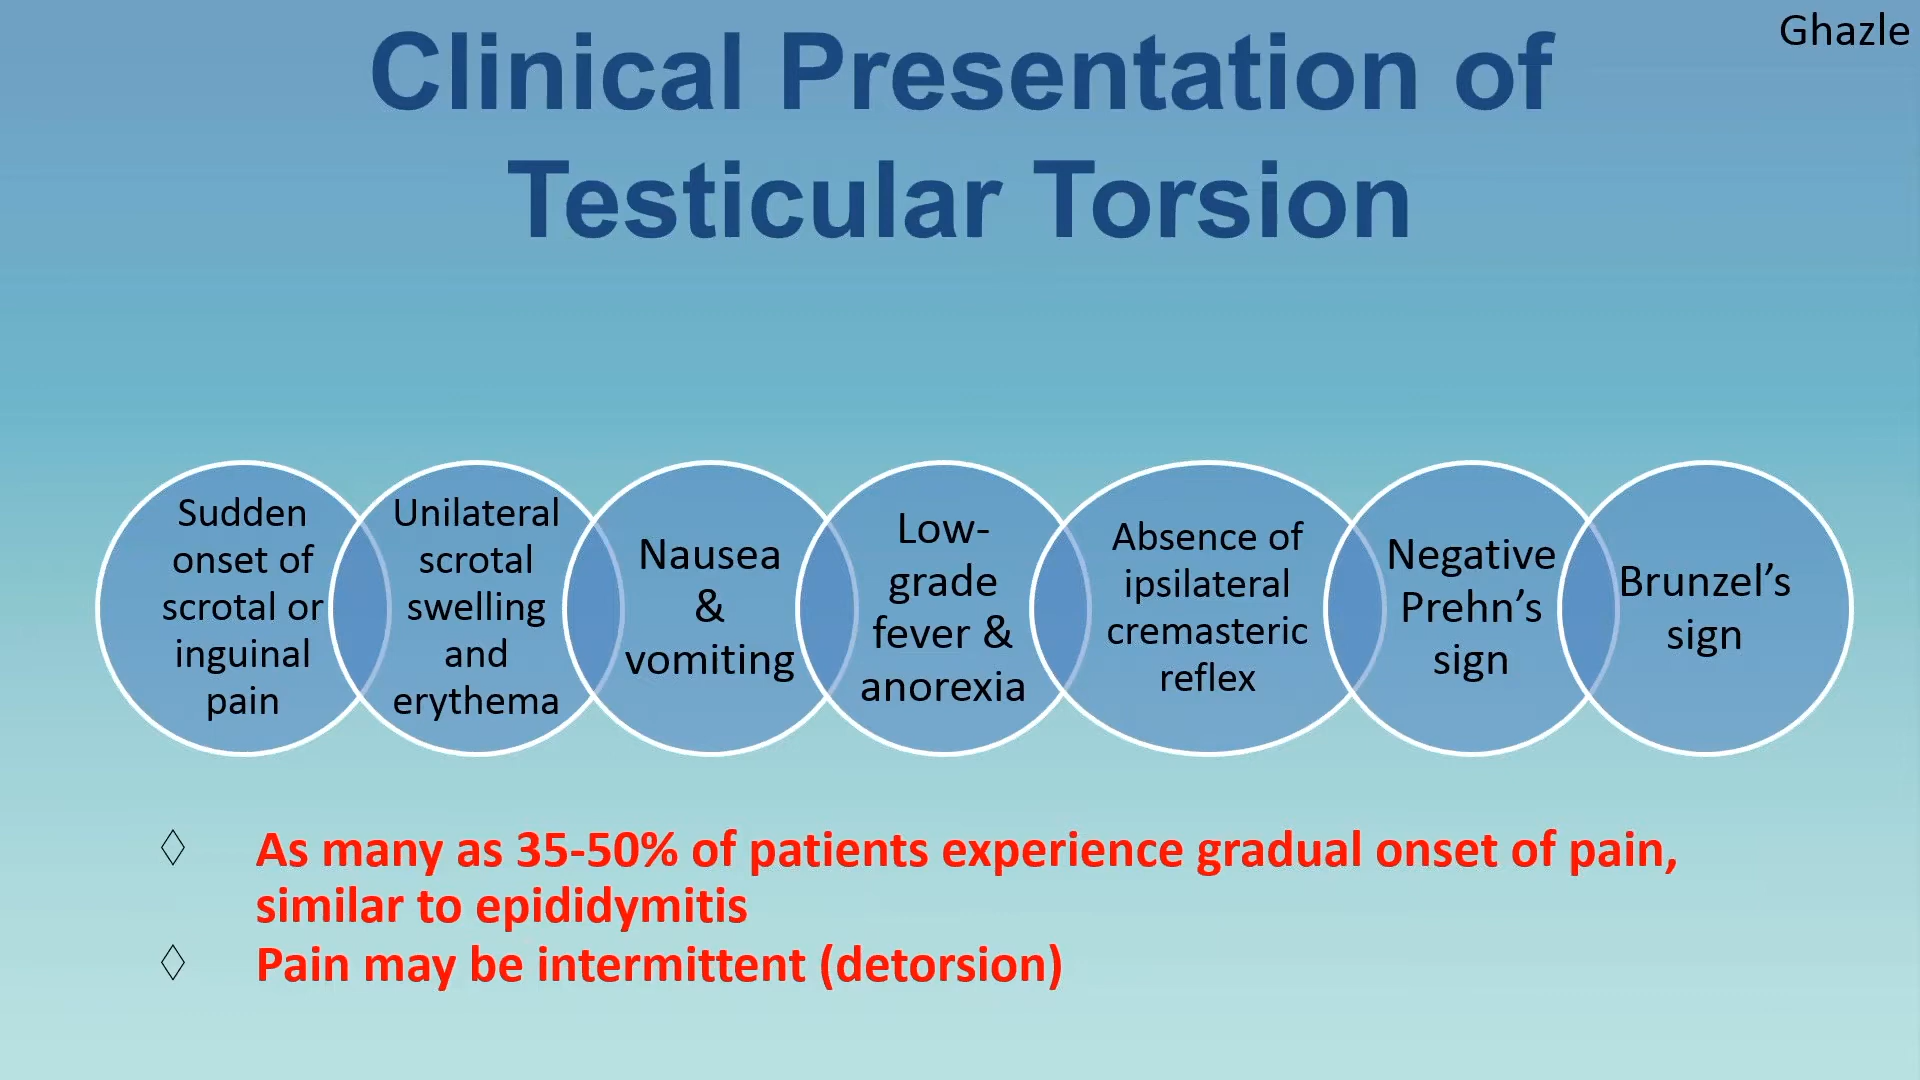 Ghazle
Clinical Presentation of
Testicular Torsion
Sudden
onset of
scrotal or
inguinal
pain
Unilateral
scrotal
swelling
and
erythema
Nausea
&
vomiting
Low-
grade
fever &
anorexia
Absence of
ipsilateral
cremasteric
reflex
Negative
Prehn’s
sign
Brunzel’s
sign
◊ As many as 35-50% of patients experience gradual onset of pain,
similar to epididymitis
◊ Pain may be intermittent (detorsion)